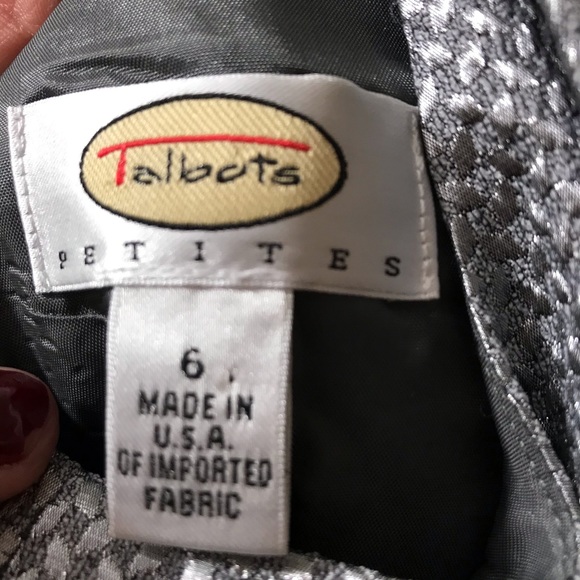 Talbots
PETITES
6
MADE IN
U.S.A.
OF IMPORTED
FABRIC